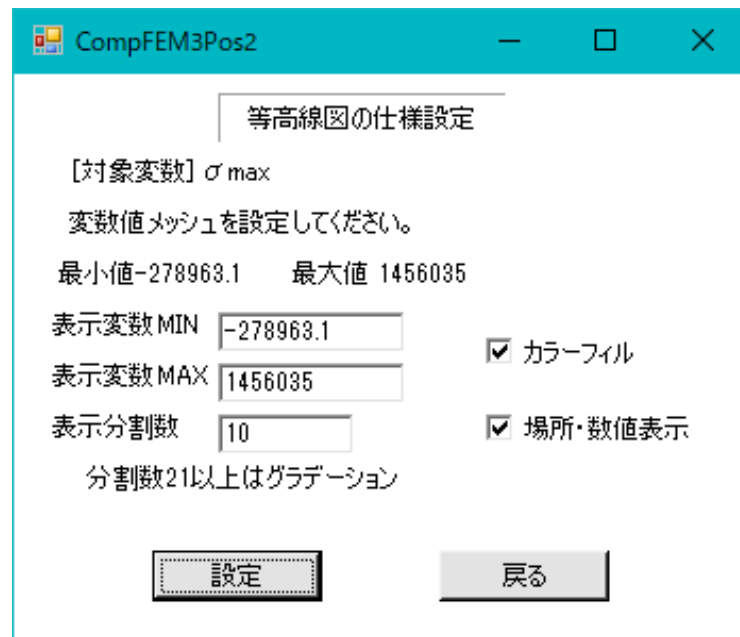 CompFEM3Pos2
等高線図の仕様設定
[対象変数] σmax
変数値メッシュを設定してください。
最小値-278963.1 最大値 1456035
表示変数MIN -278963.1
カラーフィル
表示変数MAX 1456035
表示分割数 10
場所・数値表示
分割数21以上はグラデーション
設定 戻る